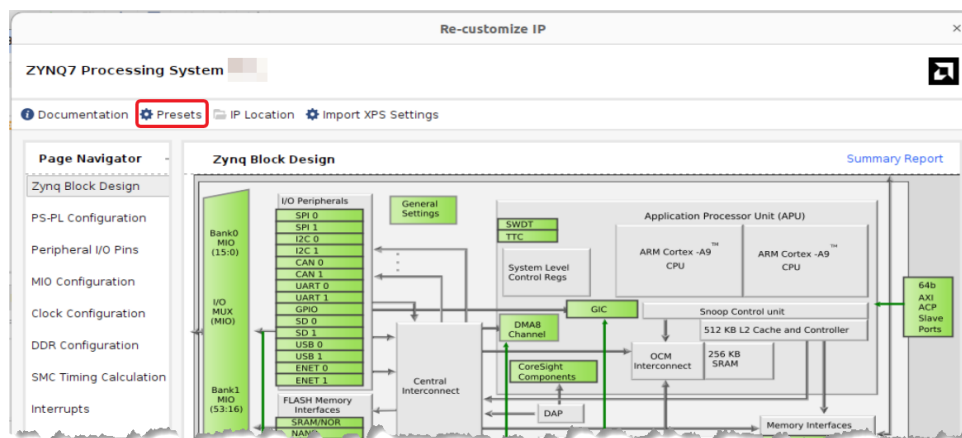 Re-customize IP
ZYNQ7 Processing System
Documentation Presets IP Location Import XPS Settings
Page Navigator
Zynq Block Design
PS-PL Configuration
Peripheral I/O Pins
MIO Configuration
Clock Configuration
DDR Configuration
SMC Timing Calculation
Interrupts
Zynq Block Design
Summary Report
Bank0
MIO
(15:0)
I/O
MUX
(MIO)
Bank1
MIO
(53:16)
I/O Peripherals
SPI 0
SPI 1
I2C 0
I2C 1
CAN 0
CAN 1
UART 0
UART 1
GPIO
SD 0
SD 1
USB 0
USB 1
ENET 0
ENET 1
FLASH Memory
Interfaces
SRAM/NOR
NAND
General
Settings
Central
Interconnect
Application Processor Unit (APU)
SWDT
TTC
System Level
Control Regs
ARM Cortex -A9™
CPU
ARM Cortex -A9™
CPU
GIC
Snoop Control unit
512 KB L2 Cache and Controller
DMA8
Channel
OCM
Interconnect
256 KB
SRAM
CoreSight
Components
DAP
Memory Interfaces
64b
AXI
ACP
Slave
Ports